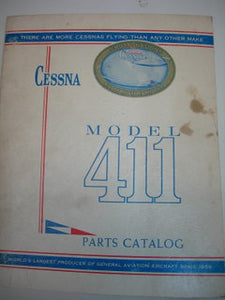 THERE ARE MORE CESSNAS FLYING THAN ANY OTHER MAKE
CESSNA
MODEL
411
PARTS CATALOG
WORLD'S LARGEST PRODUCER OF GENERAL AVIATION AIRCRAFT SINCE 1956